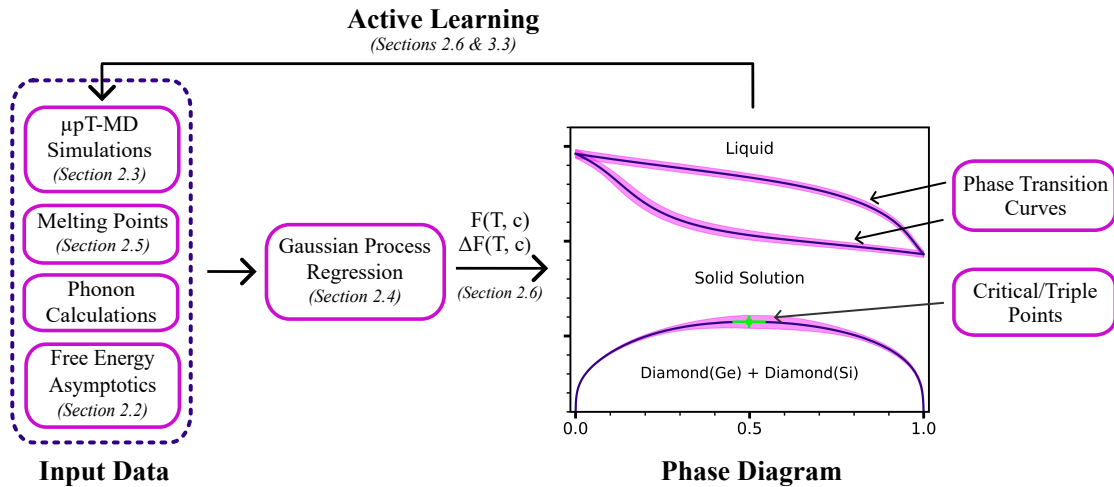 Active Learning
(Sections 2.6 & 3.3)
μpT-MD
Simulations
(Section 2.3)
Melting Points
(Section 2.5)
Phonon
Calculations
Free Energy
Asymptotics
(Section 2.2)
Input Data
Gaussian Process
Regression
(Section 2.4)
F(T, c)
ΔF(T, c)
(Section 2.6)
Liquid
Solid Solution
Diamond(Ge) + Diamond(Si)
0.0
0.5
1.0
Phase Diagram
Phase Transition
Curves
Critical/Triple
Points